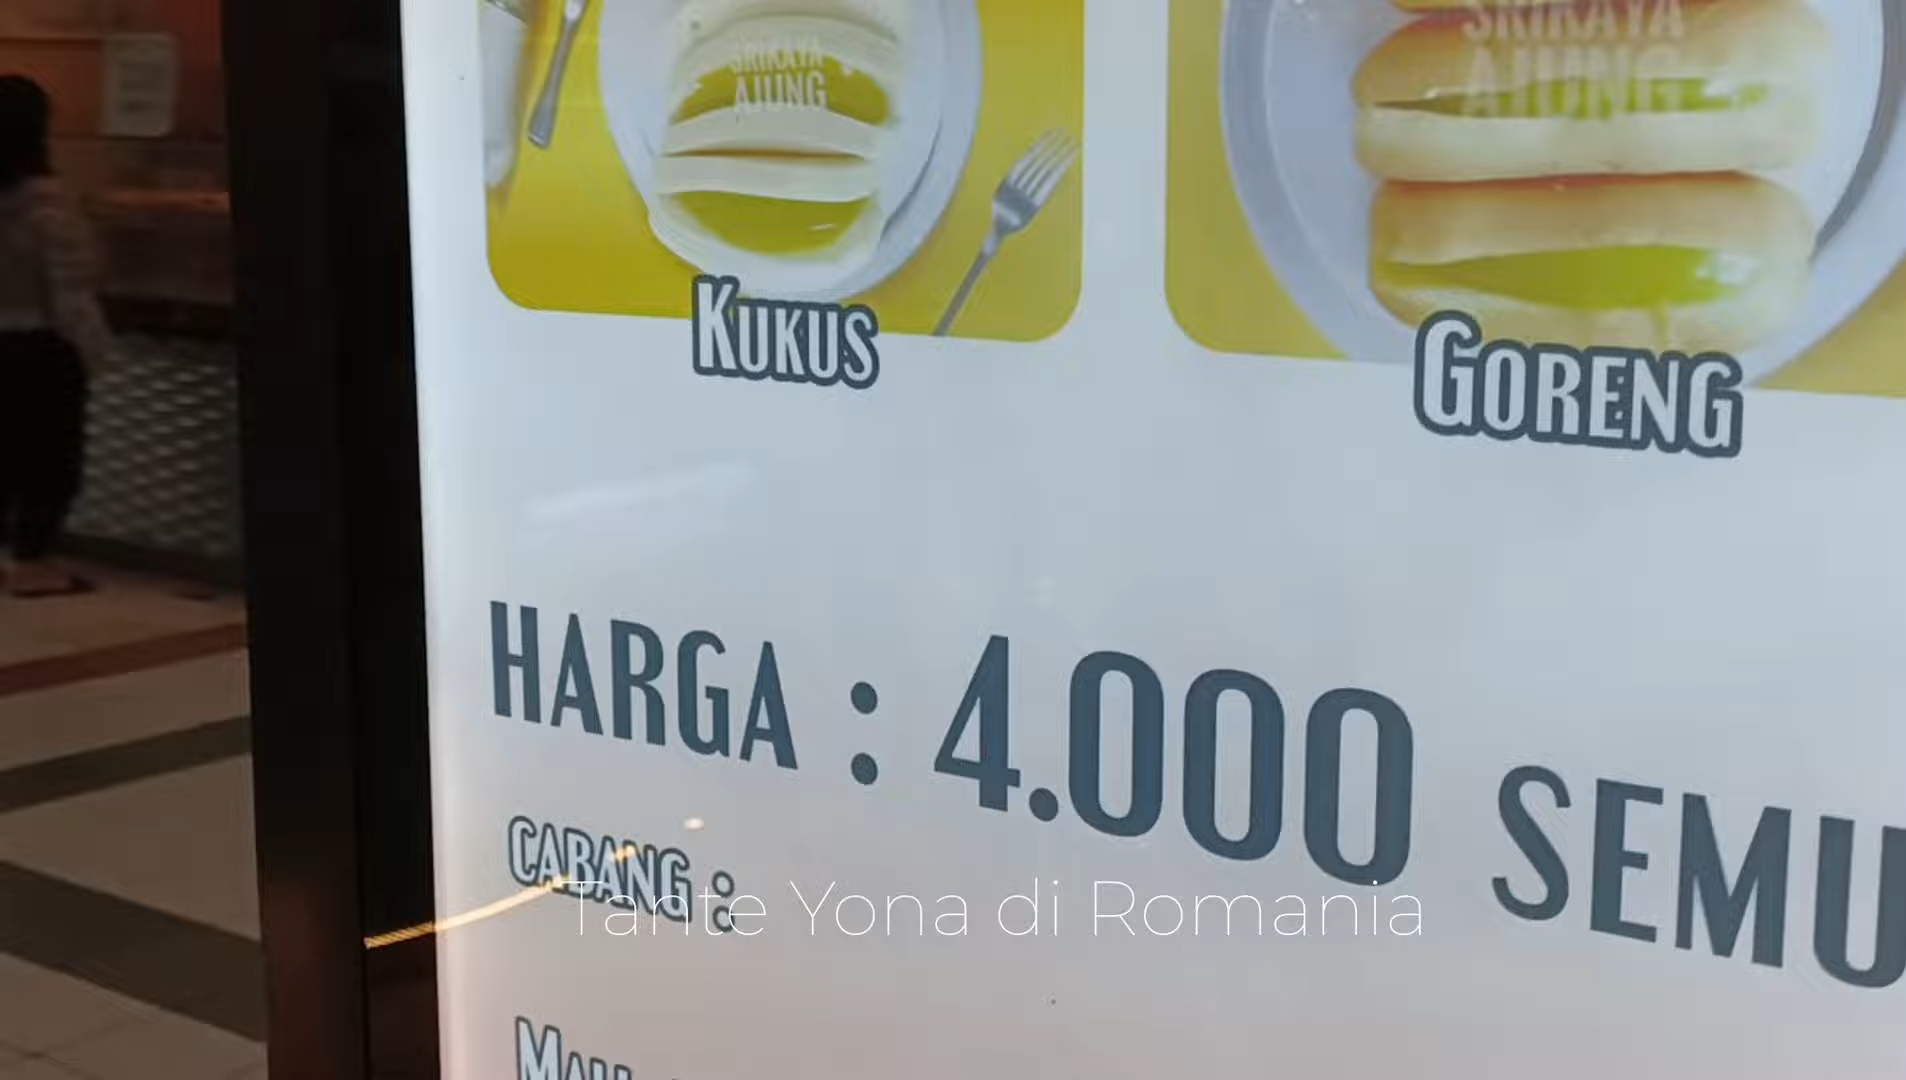 SRIKAYA
AJUNG
SRIKAYA
AJUNG
KUKUS
GORENG
HARGA : 4.000 SEMU
CABANG :
Tante Yona di Romania